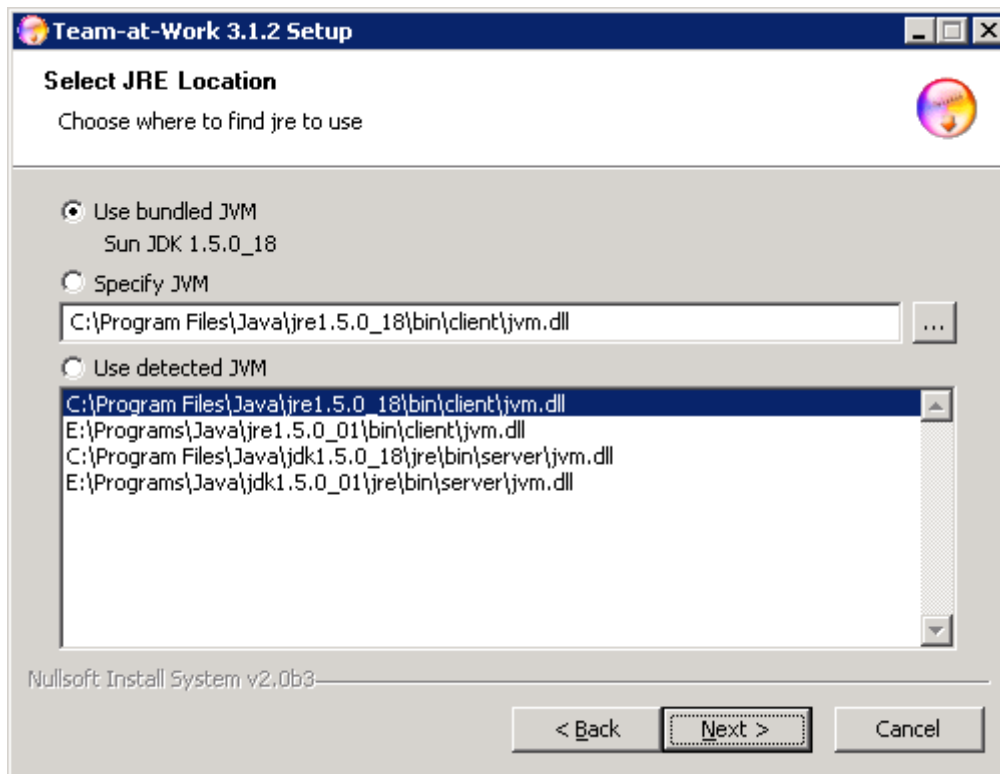 Team-at-Work 3.1.2 Setup
Select JRE Location
Choose where to find jre to use
Use bundled JVM
Sun JDK 1.5.0_18
Specify JVM
C:\Program Files\Java\jre1.5.0_18\bin\client\jvm.dll
...
Use detected JVM
C:\Program Files\Java\jre1.5.0_18\bin\client\jvm.dll
E:\Programs\Java\jre1.5.0_01\bin\client\jvm.dll
C:\Program Files\Java\jdk1.5.0_18\jre\bin\server\jvm.dll
E:\Programs\Java\jdk1.5.0_01\jre\bin\server\jvm.dll
Nullsoft Install System v2.0b3
< Back Next > Cancel